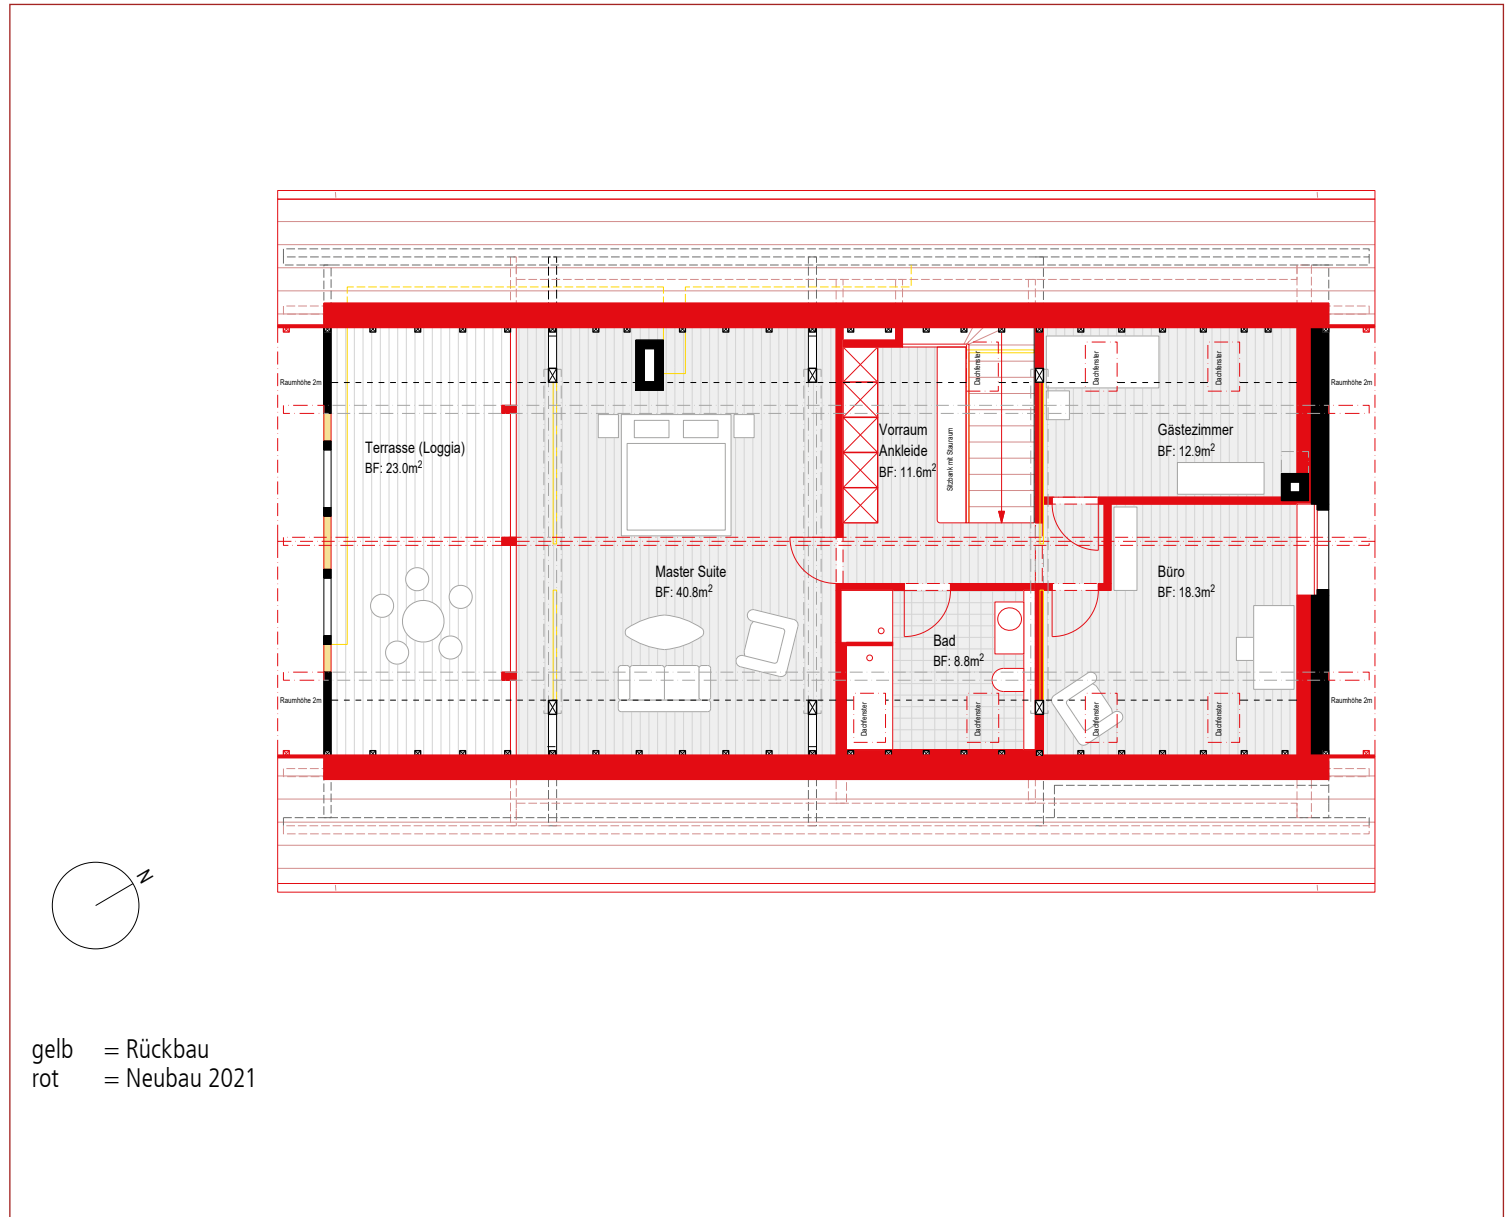 Raumhöhe 2m
Dachfenster
Dachfenster
Dachfenster
Raumhöhe 2m
Terrasse (Loggia)
BF: 23.0m²
Vorraum
Ankleide
BF: 11.6m²
Sitzbank mit Stauraum
Gästezimmer
BF: 12.9m²
Master Suite
BF: 40.8m²
Büro
BF: 18.3m²
Bad
BF: 8.8m²
Raumhöhe 2m
Dachfenster
Dachfenster
Dachfenster
Dachfenster
Raumhöhe 2m
N
gelb = Rückbau
rot = Neubau 2021